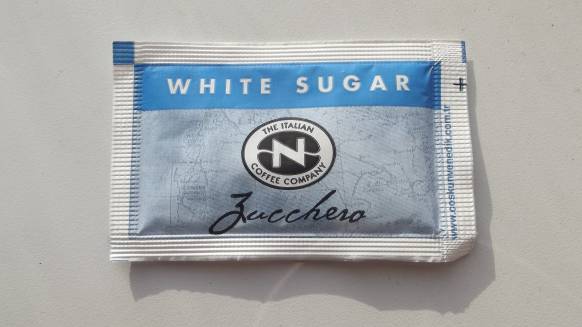 WHITE SUGAR
THE ITALIAN
N
COFFEE COMPANY
Zucchero